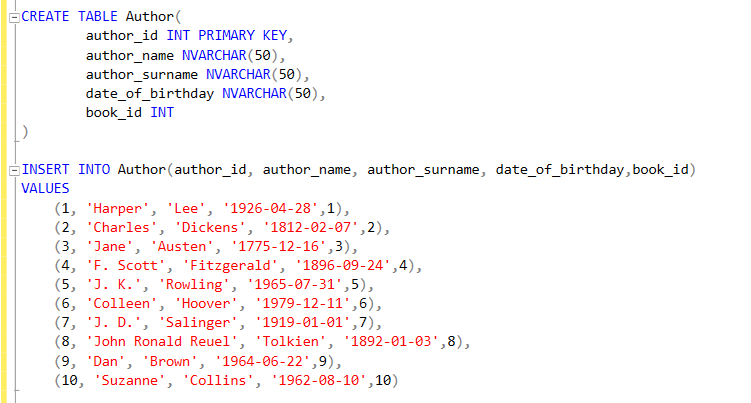 CREATE TABLE Author(
author_id INT PRIMARY KEY,
author_name NVARCHAR(50),
author_surname NVARCHAR(50),
date_of_birthday NVARCHAR(50),
book_id INT
)
INSERT INTO Author(author_id, author_name, author_surname, date_of_birthday,book_id)
VALUES
(1, 'Harper', 'Lee', '1926-04-28',1),
(2, 'Charles', 'Dickens', '1812-02-07',2),
(3, 'Jane', 'Austen', '1775-12-16',3),
(4, 'F. Scott', 'Fitzgerald', '1896-09-24',4),
(5, 'J. K.', 'Rowling', '1965-07-31',5),
(6, 'Colleen', 'Hoover', '1979-12-11',6),
(7, 'J. D.', 'Salinger', '1919-01-01',7),
(8, 'John Ronald Reuel', 'Tolkien', '1892-01-03',8),
(9, 'Dan', 'Brown', '1964-06-22',9),
(10, 'Suzanne', 'Collins', '1962-08-10',10)